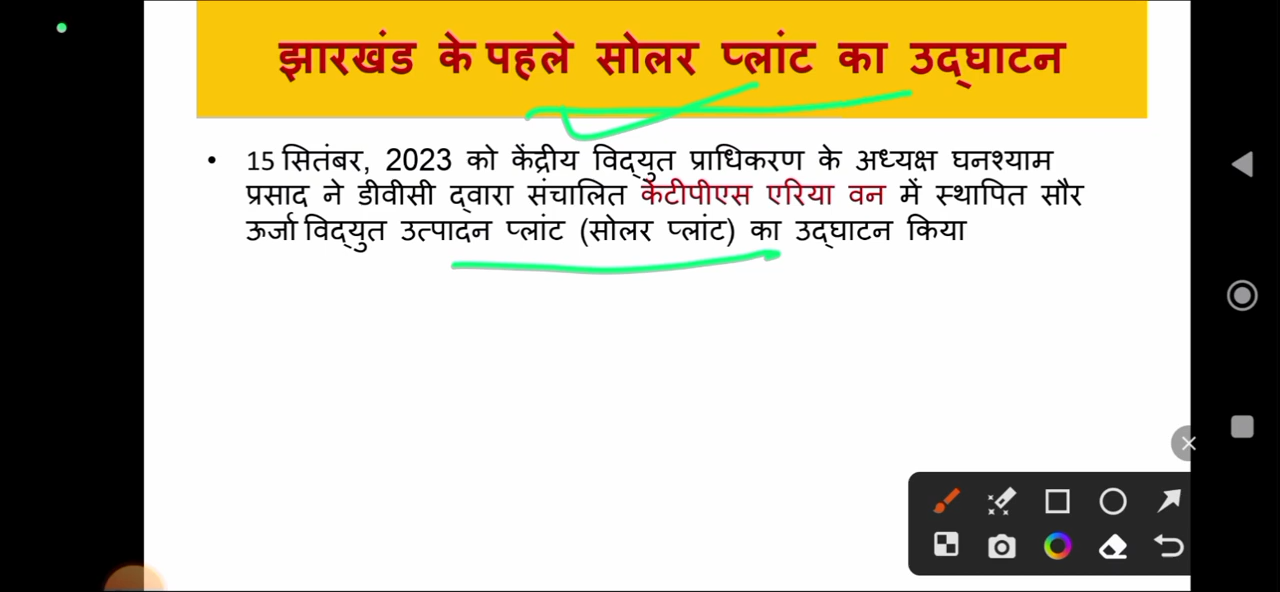 झारखंड के पहले सोलर प्लांट का उद्घाटन
• 15 सितंबर, 2023 को केंद्रीय विद्युत प्राधिकरण के अध्यक्ष घनश्याम
प्रसाद ने डीवीसी द्वारा संचालित केटीपीएस एरिया वन में स्थापित सौर
ऊर्जा विद्युत उत्पादन प्लांट (सोलर प्लांट) का उद्घाटन किया